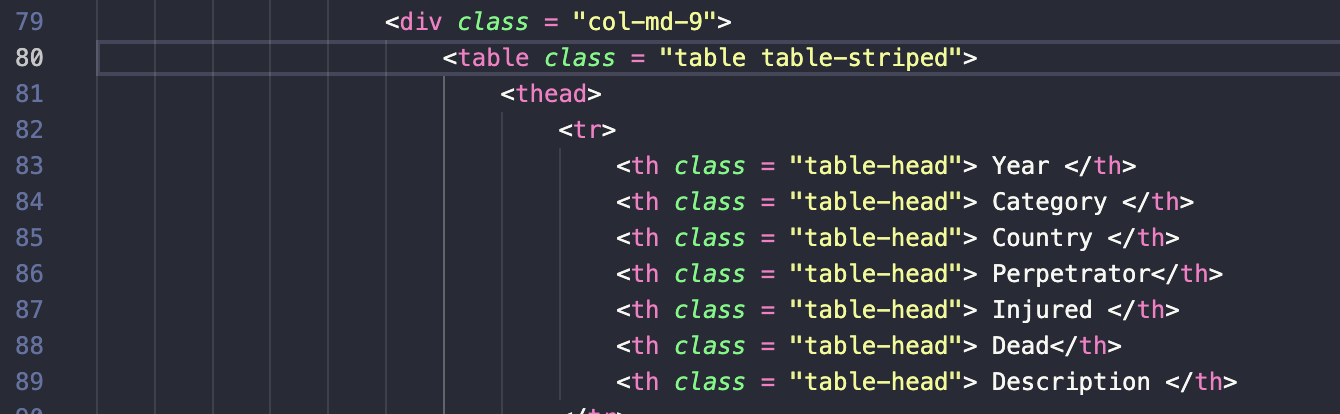 79 <div class = "col-md-9">
80 <table class = "table table-striped">
81 <thead>
82 <tr>
83 <th class = "table-head"> Year </th>
84 <th class = "table-head"> Category </th>
85 <th class = "table-head"> Country </th>
86 <th class = "table-head"> Perpetrator</th>
87 <th class = "table-head"> Injured </th>
88 <th class = "table-head"> Dead</th>
89 <th class = "table-head"> Description </th>